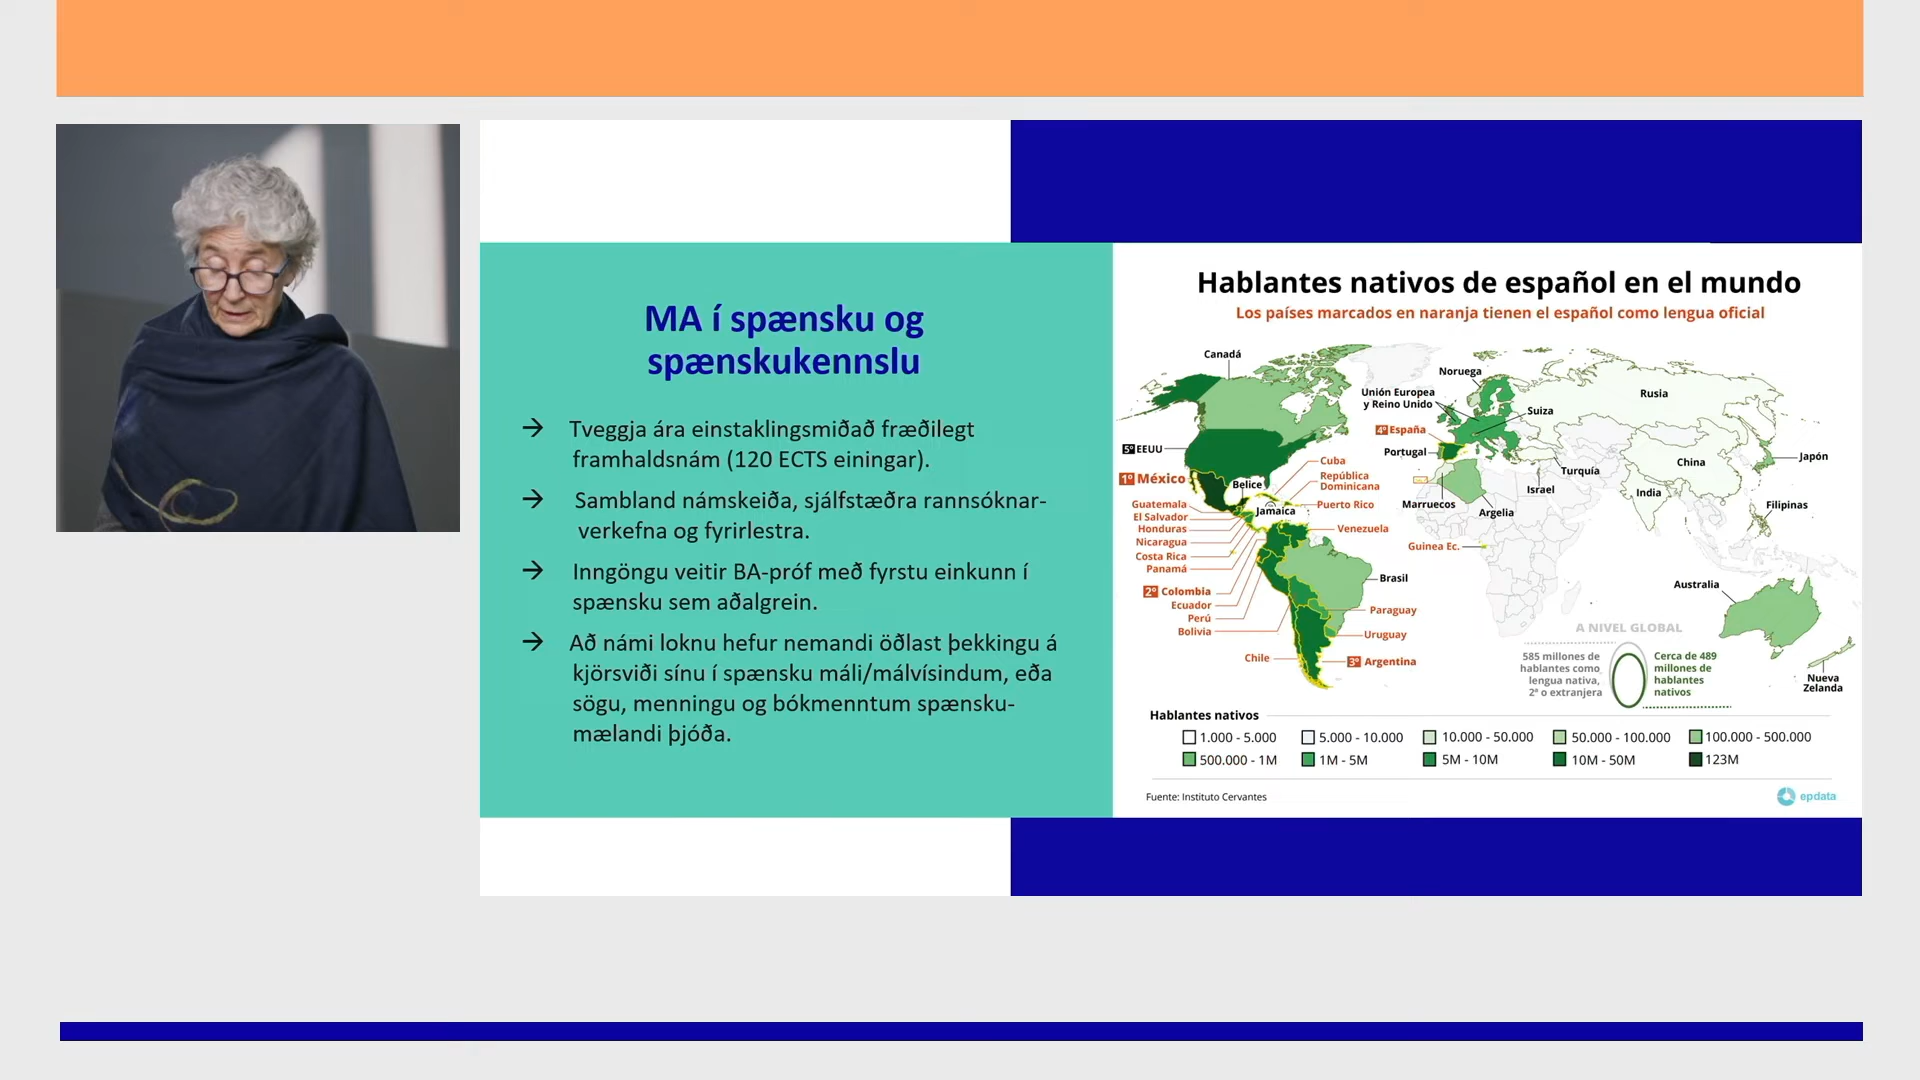 MA í spænsku og
spænskukennslu
→ Tveggja ára einstaklingsmiðað fræðilegt
framhaldsnám (120 ECTS einingar).
→ Sambland námskeiða, sjálfstæðra rannsóknar-
verkefna og fyrirlestra.
→ Inngöngu veitir BA-próf með fyrstu einkunn í
spænsku sem aðalgrein.
→ Að námi loknu hefur nemandi öðlast þekkingu á
kjörsviði sínu í spænsku máli/málvísindum, eða
sögu, menningu og bókmenntum spænsku-
mælandi þjóða.
Hablantes nativos de español en el mundo
Los países marcados en naranja tienen el español como lengua oficial
Canadá
Noruega
Unión Europea
y Reino Unido
Rusia
Suiza
4º España
5º EEUU
Portugal
Japón
Cuba
China
Turquía
1º México
Belice
República
Dominicana
Israel
India
Guatemala
Jamaica
Puerto Rico
Marruecos
Argelia
Filipinas
El Salvador
Honduras
Venezuela
Nicaragua
Guinea Ec.
Costa Rica
Panamá
Brasil
Australia
2º Colombia
Ecuador
Paraguay
Perú
Bolivia
Uruguay
Chile
3º Argentina
A NIVEL GLOBAL
585 millones de
hablantes como
lengua nativa,
2ª o extranjera
Cerca de 489
millones de
hablantes
nativos
Nueva
Zelanda
Hablantes nativos
1.000 - 5.000 5.000 - 10.000 10.000 - 50.000 50.000 - 100.000 100.000 - 500.000
500.000 - 1M 1M - 5M 5M - 10M 10M - 50M 123M
Fuente: Instituto Cervantes
epdata